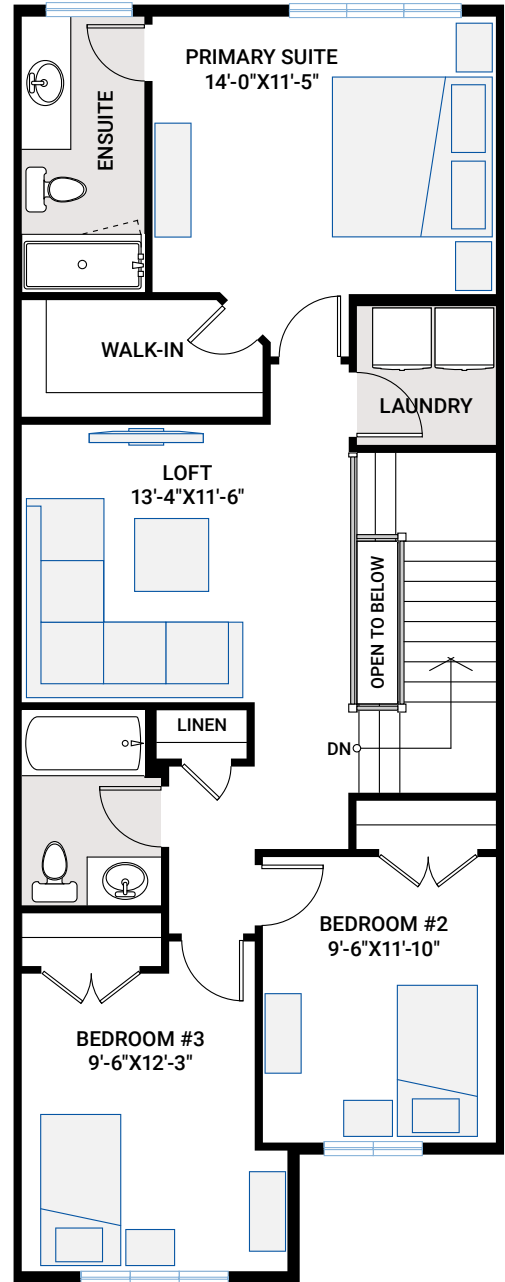 PRIMARY SUITE
14'-0"X11'-5"
ENSUITE
WALK-IN
LAUNDRY
LOFT
13'-4"X11'-6"
OPEN TO BELOW
LINEN
DN
BEDROOM #2
9'-6"X11'-10"
BEDROOM #3
9'-6"X12'-3"